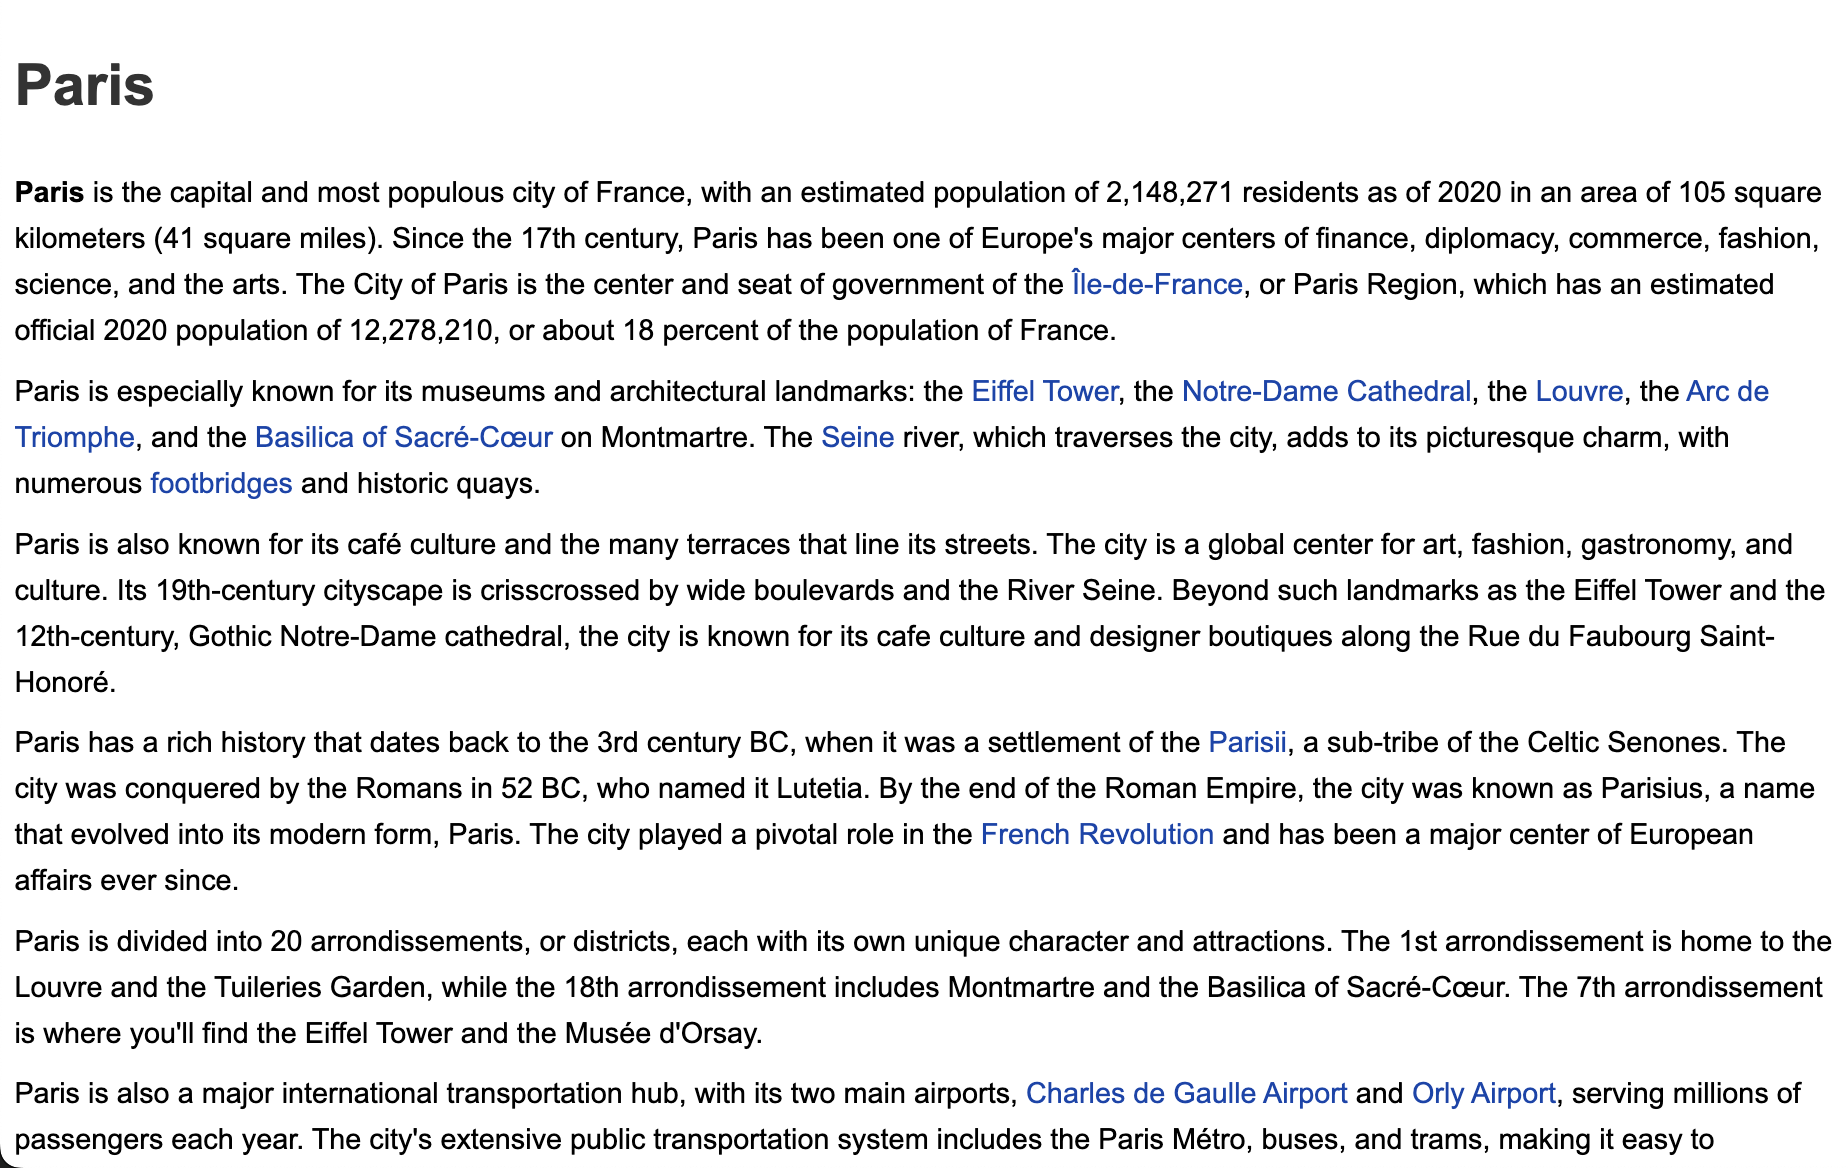 Paris
Paris is the capital and most populous city of France, with an estimated population of 2,148,271 residents as of 2020 in an area of 105 square
kilometers (41 square miles). Since the 17th century, Paris has been one of Europe's major centers of finance, diplomacy, commerce, fashion,
science, and the arts. The City of Paris is the center and seat of government of the Île-de-France, or Paris Region, which has an estimated
official 2020 population of 12,278,210, or about 18 percent of the population of France.
Paris is especially known for its museums and architectural landmarks: the Eiffel Tower, the Notre-Dame Cathedral, the Louvre, the Arc de
Triomphe, and the Basilica of Sacré-Cœur on Montmartre. The Seine river, which traverses the city, adds to its picturesque charm, with
numerous footbridges and historic quays.
Paris is also known for its café culture and the many terraces that line its streets. The city is a global center for art, fashion, gastronomy, and
culture. Its 19th-century cityscape is crisscrossed by wide boulevards and the River Seine. Beyond such landmarks as the Eiffel Tower and the
12th-century, Gothic Notre-Dame cathedral, the city is known for its cafe culture and designer boutiques along the Rue du Faubourg Saint-
Honoré.
Paris has a rich history that dates back to the 3rd century BC, when it was a settlement of the Parisii, a sub-tribe of the Celtic Senones. The
city was conquered by the Romans in 52 BC, who named it Lutetia. By the end of the Roman Empire, the city was known as Parisius, a name
that evolved into its modern form, Paris. The city played a pivotal role in the French Revolution and has been a major center of European
affairs ever since.
Paris is divided into 20 arrondissements, or districts, each with its own unique character and attractions. The 1st arrondissement is home to the
Louvre and the Tuileries Garden, while the 18th arrondissement includes Montmartre and the Basilica of Sacré-Cœur. The 7th arrondissement
is where you'll find the Eiffel Tower and the Musée d'Orsay.
Paris is also a major international transportation hub, with its two main airports, Charles de Gaulle Airport and Orly Airport, serving millions of
passengers each year. The city's extensive public transportation system includes the Paris Métro, buses, and trams, making it easy to